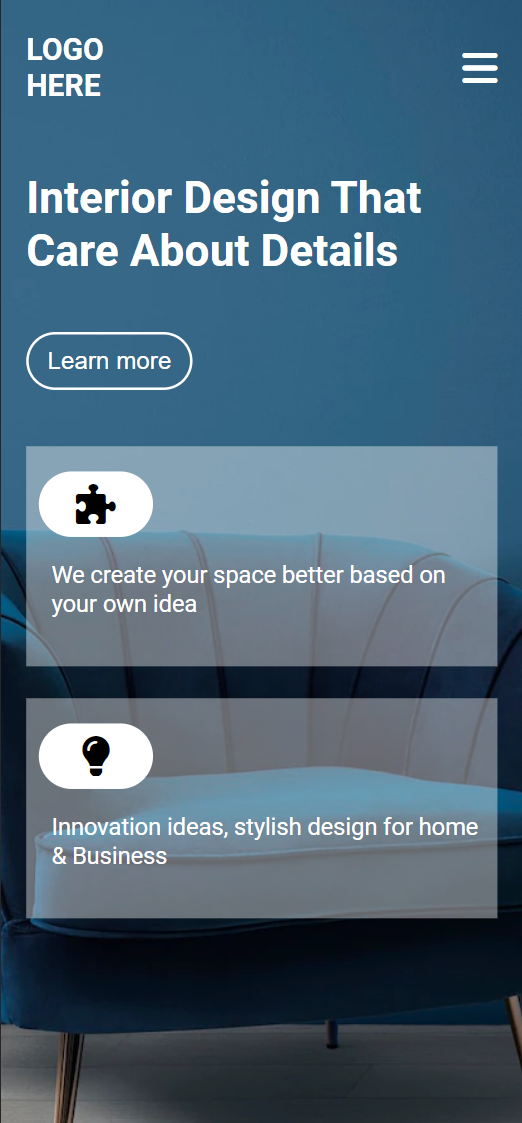 LOGO
HERE
Interior Design That
Care About Details
Learn more
We create your space better based on
your own idea
Innovation ideas, stylish design for home
& Business